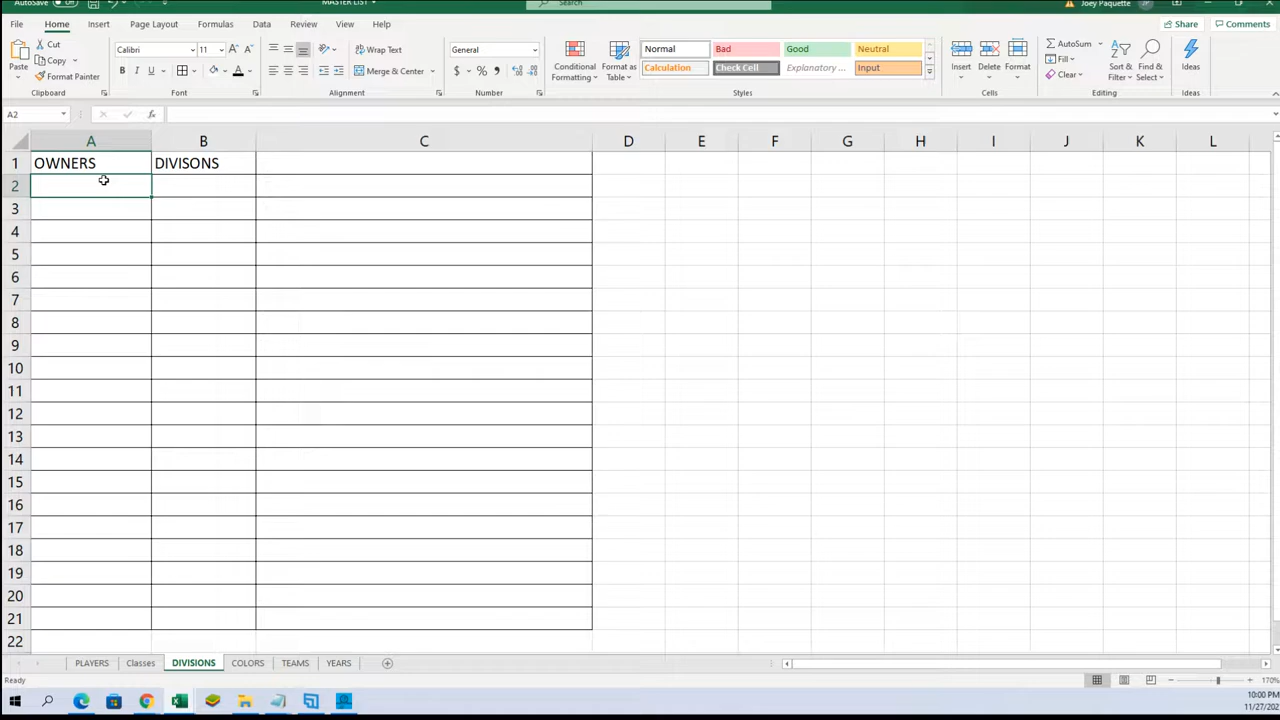 AutoSave Off MASTER LIST Search Joey Paquette JP
File Home Insert Page Layout Formulas Data Review View Help Share Comments
Paste Cut Copy Format Painter Clipboard
Calibri 11 A A B I U A Font
Wrap Text Merge & Center Alignment
General $ % , Number
Conditional Formatting Format as Table
Normal Bad Good Neutral
Calculation Check Cell Explanatory ... Input
Styles
Insert Delete Format Cells
AutoSum Fill Clear Sort & Filter Find & Select Editing
Ideas Ideas
A2 fx
A B C D E F G H I J K L
1 OWNERS DIVISONS
2
3
4
5
6
7
8
9
10
11
12
13
14
15
16
17
18
19
20
21
22
PLAYERS Classes DIVISIONS COLORS TEAMS YEARS
Ready 170%
10:00 PM